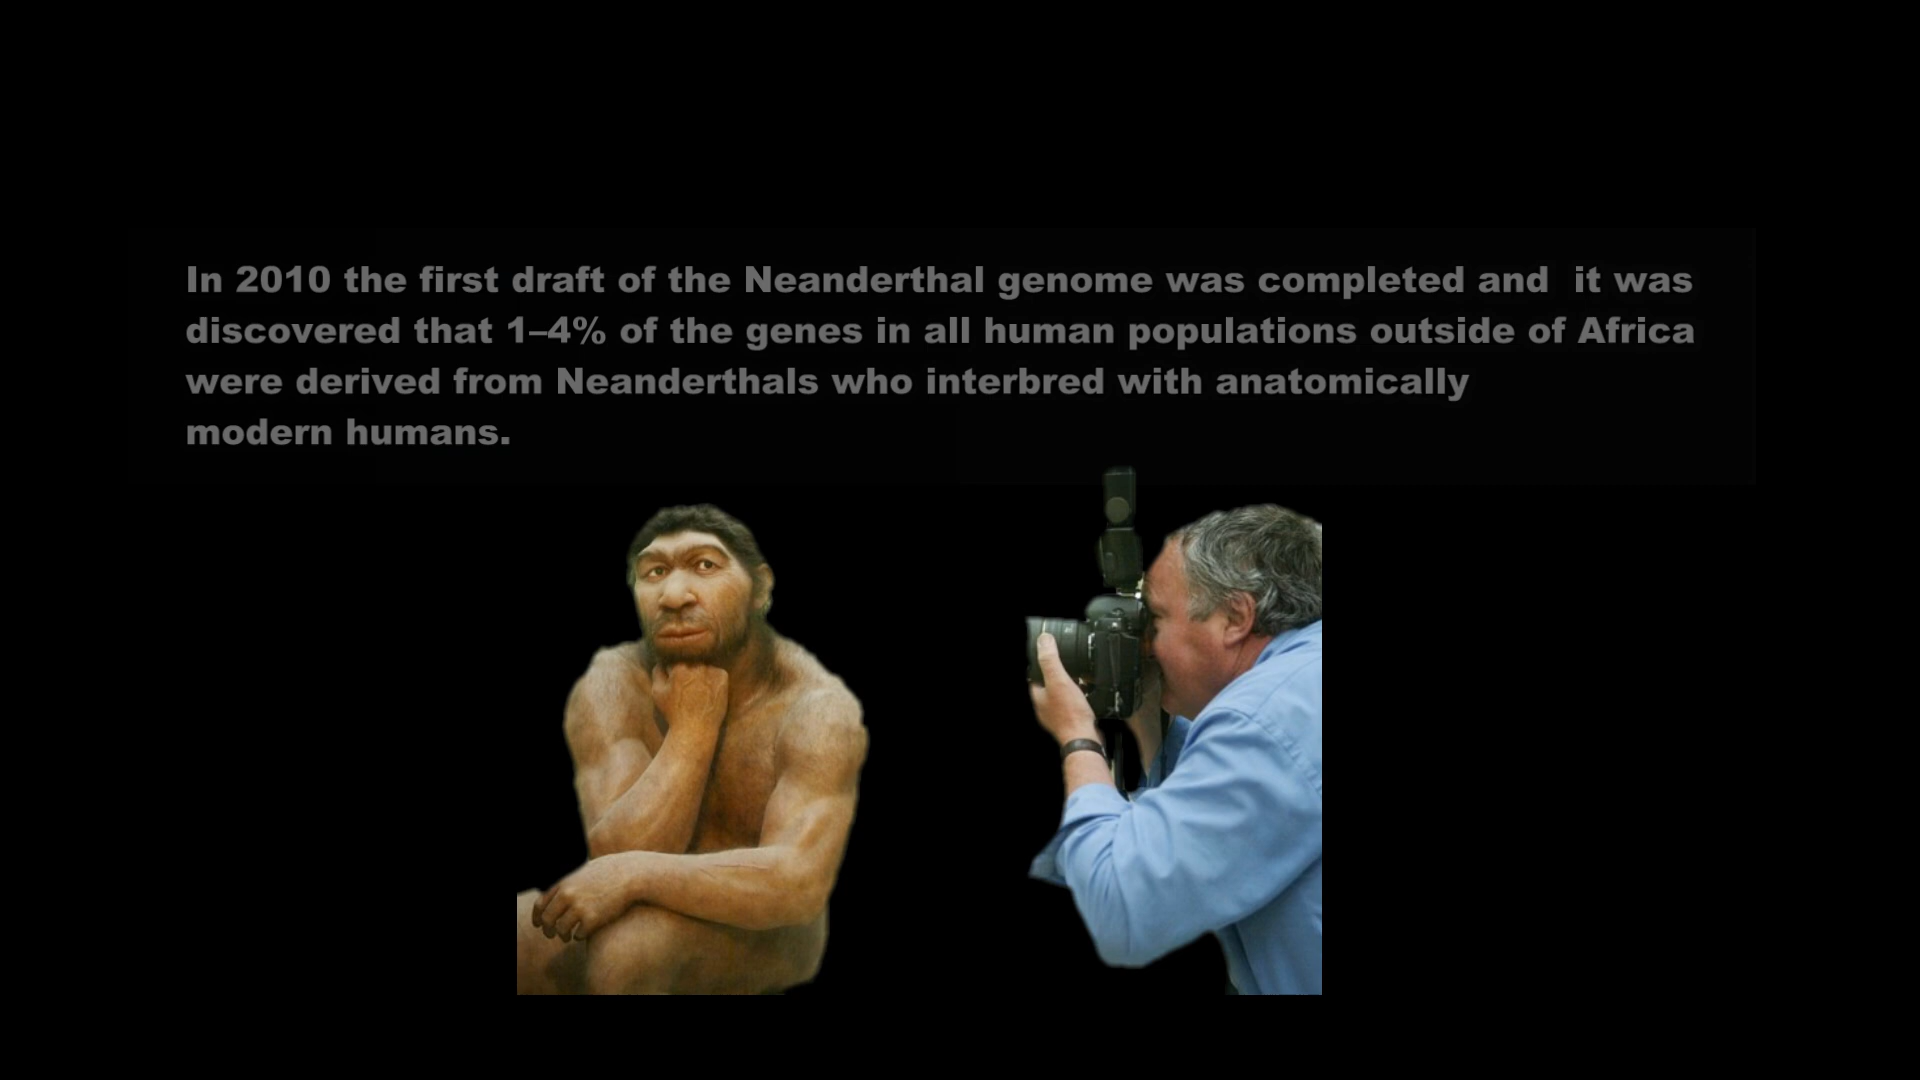 In 2010 the first draft of the Neanderthal genome was completed and  it was
discovered that 1–4% of the genes in all human populations outside of Africa
were derived from Neanderthals who interbred with anatomically
modern humans.